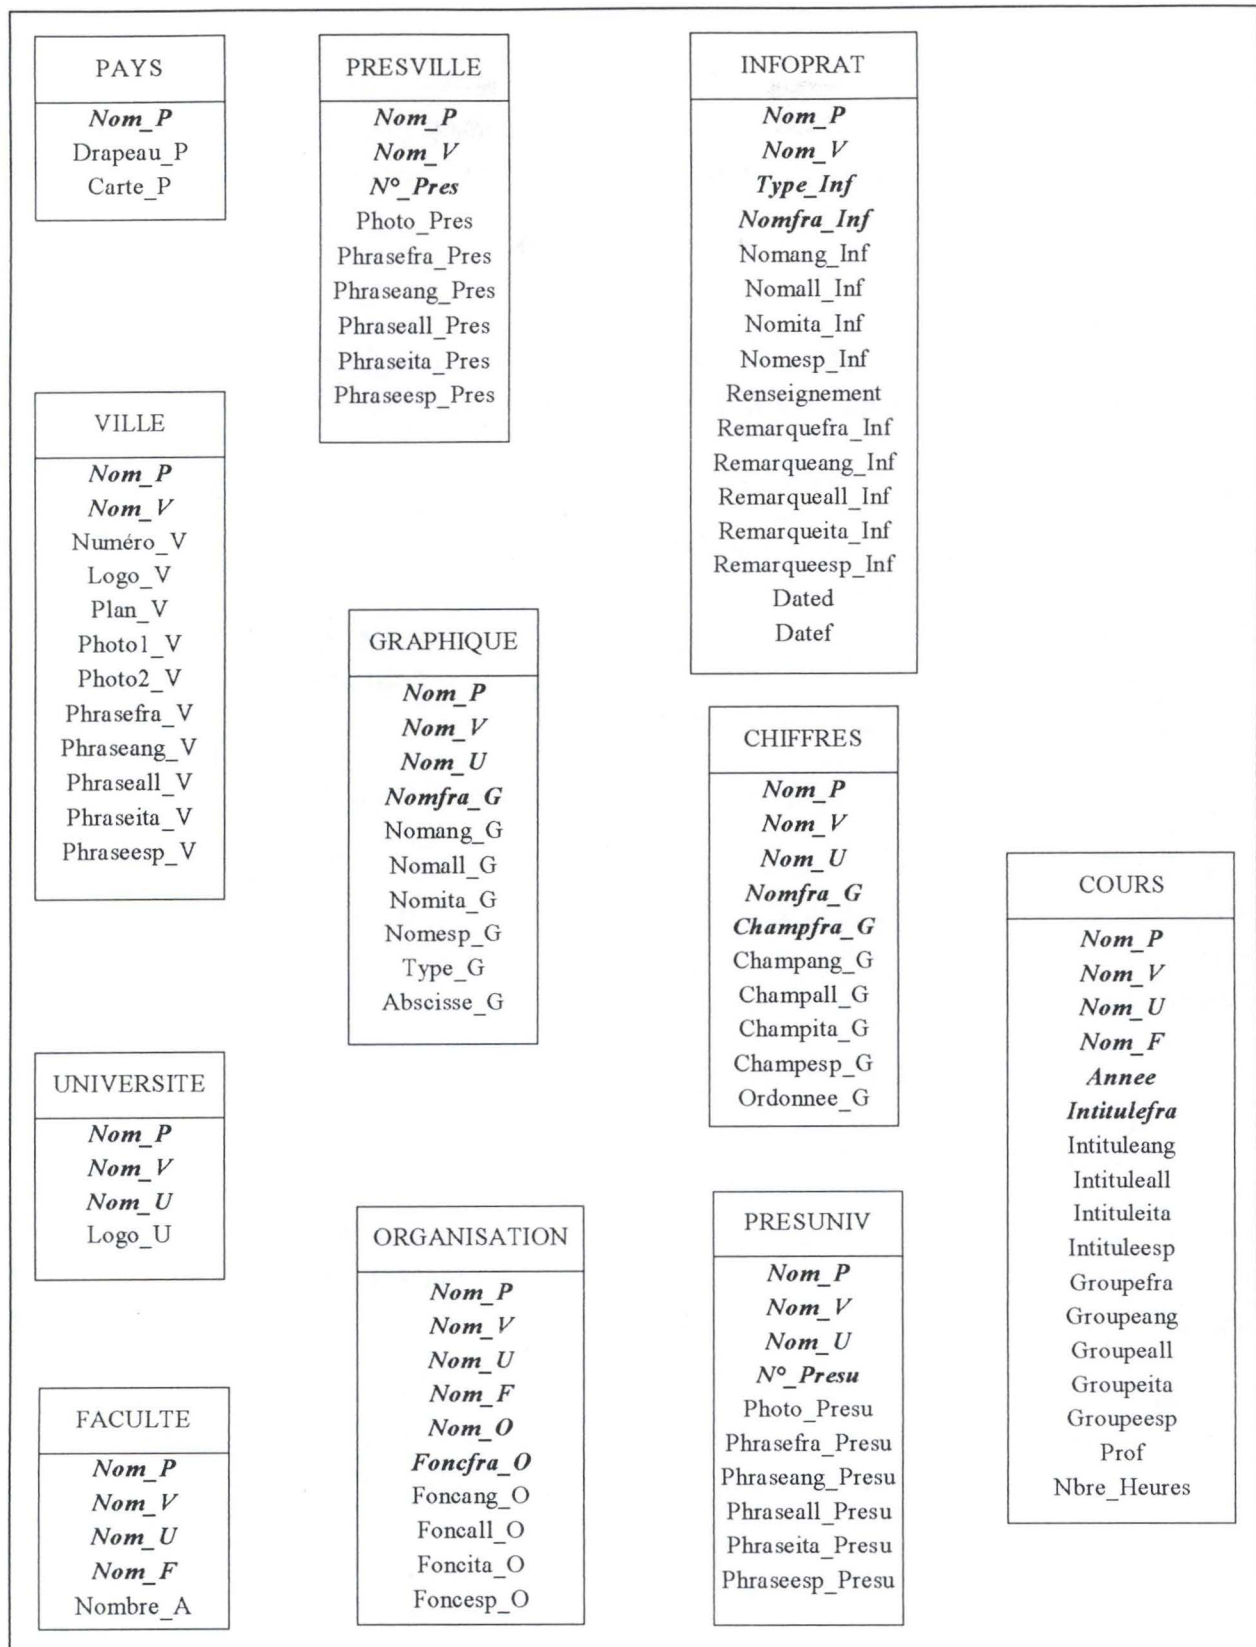 PAYS
Nom_P
Drapeau_P
Carte_P
PRESVILLE
Nom_P
Nom_V
N°_Pres
Photo_Pres
Phrasefra_Pres
Phraseang_Pres
Phraseall_Pres
Phraseita_Pres
Phraseesp_Pres
INFOPRAT
Nom_P
Nom_V
Type_Inf
Nomfra_Inf
Nomang_Inf
Nomall_Inf
Nomita_Inf
Nomesp_Inf
Renseignement
Remarquefra_Inf
Remarqueang_Inf
Remarqueall_Inf
Remarqueita_Inf
Remarqueesp_Inf
Dated
Datef
VILLE
Nom_P
Nom_V
Numéro_V
Logo_V
Plan_V
Photo1_V
Photo2_V
Phrasefra_V
Phraseang_V
Phraseall_V
Phraseita_V
Phraseesp_V
GRAPHIQUE
Nom_P
Nom_V
Nom_U
Nomfra_G
Nomang_G
Nomall_G
Nomita_G
Nomesp_G
Type_G
Abscisse_G
CHIFFRES
Nom_P
Nom_V
Nom_U
Nomfra_G
Champfra_G
Champang_G
Champall_G
Champita_G
Champesp_G
Ordonnee_G
COURS
Nom_P
Nom_V
Nom_U
Nom_F
Annee
Intitulefra
Intituleang
Intituleall
Intituleita
Intituleesp
Groupefra
Groupeang
Groupeall
Groupeita
Groupeesp
Prof
Nbre_Heures
UNIVERSITE
Nom_P
Nom_V
Nom_U
Logo_U
ORGANISATION
Nom_P
Nom_V
Nom_U
Nom_F
Nom_O
Foncfra_O
Foncang_O
Foncall_O
Foncita_O
Foncesp_O
PRESUNIV
Nom_P
Nom_V
Nom_U
N°_Presu
Photo_Presu
Phrasefra_Presu
Phraseang_Presu
Phraseall_Presu
Phraseita_Presu
Phraseesp_Presu
FACULTE
Nom_P
Nom_V
Nom_U
Nom_F
Nombre_A